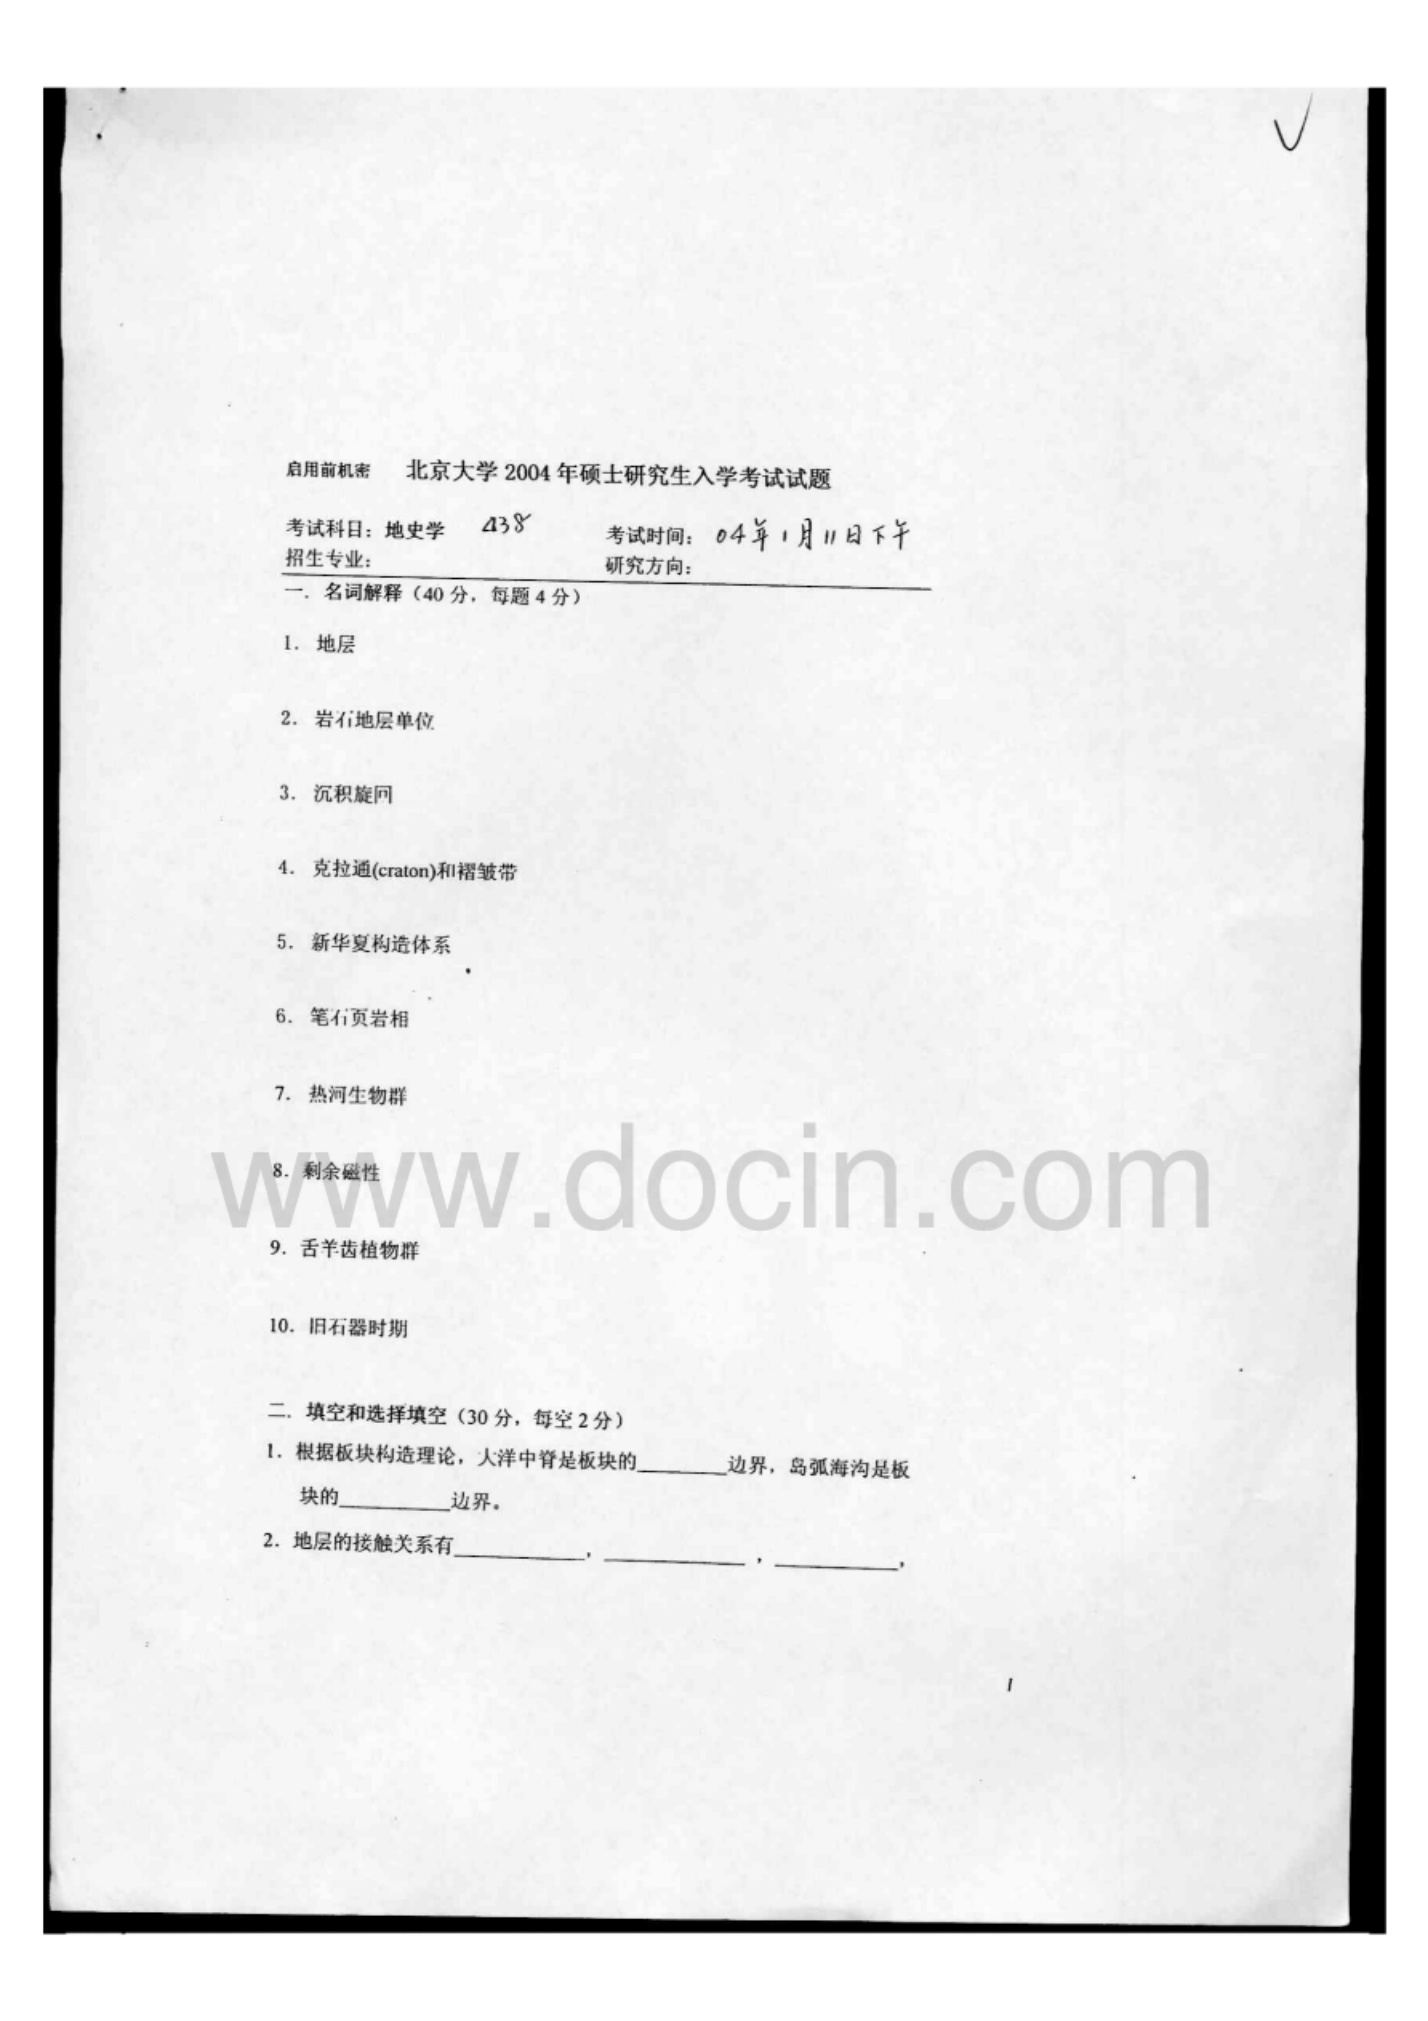 启用前机密 北京大学 2004 年硕士研究生入学考试试题
考试科目：地史学 438 考试时间：04年1月11日下午
招生专业： 研究方向：
一．名词解释（40 分，每题 4 分）
1. 地层
2. 岩石地层单位
3. 沉积旋回
4. 克拉通(craton)和褶皱带
5. 新华夏构造体系
6. 笔石页岩相
7. 热河生物群
www.docin.com
8. 剩余磁性
9. 舌羊齿植物群
10. 旧石器时期
二．填空和选择填空（30 分，每空 2 分）
1. 根据板块构造理论，大洋中脊是板块的________边界，岛弧海沟是板
块的__________边界。
2. 地层的接触关系有____________，____________，___________，
1